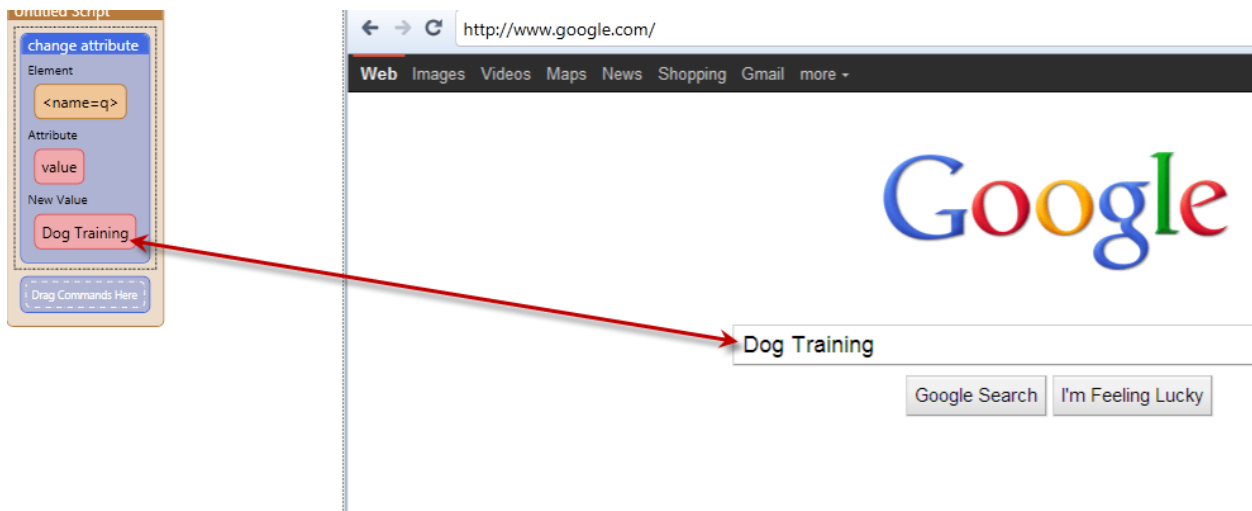 Untitled Script
change attribute
Element
<name=q>
Attribute
value
New Value
Dog Training
Drag Commands Here
http://www.google.com/
Web Images Videos Maps News Shopping Gmail more
Google
Dog Training
Google Search I'm Feeling Lucky